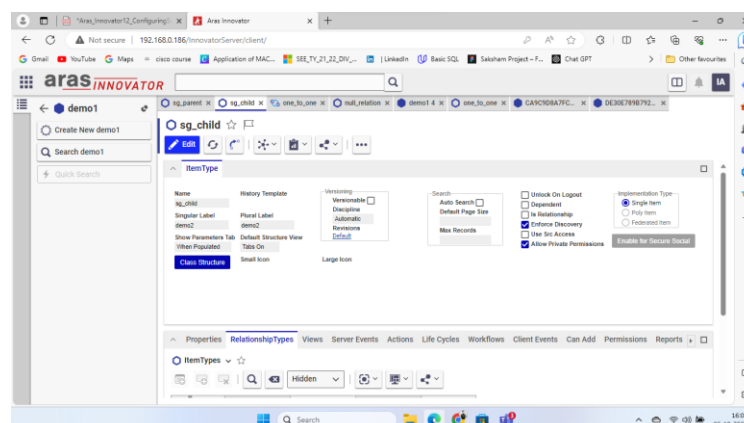 "Aras_Innovator12_Configuring
Aras Innovator
Not secure | 192.168.0.186/InnovatorServer/client/
Gmail YouTube Maps cisco course Application of MAC... SEE_TY_21_22_DIV_... LinkedIn Basic SQL Saksham Project – F... Chat GPT Other favourites
aras INNOVATOR
IA
demo1
sg_parent sg_child one_to_one null_relation demo1 4 one_to_one CA9C9D8A7FC... DE30E789B792...
Create New demo1
Search demo1
Quick Search
sg_child
Edit
ItemType
Name History Template Versioning Search Implementation Type
sg_child
Versionable Auto Search Unlock On Logout Single Item
Singular Label Plural Label Discipline Default Page Size Dependent Poly Item
demo2 demo2 Automatic Is Relationship Federated Item
Show Parameters Tab Default Structure View Revisions Max Records Enforce Discovery
When Populated Tabs On Default Use Src Access Enable for Secure Social
Allow Private Permissions
Class Structure Small Icon Large Icon
Properties RelationshipTypes Views Server Events Actions Life Cycles Workflows Client Events Can Add Permissions Reports
ItemTypes
Hidden
Search